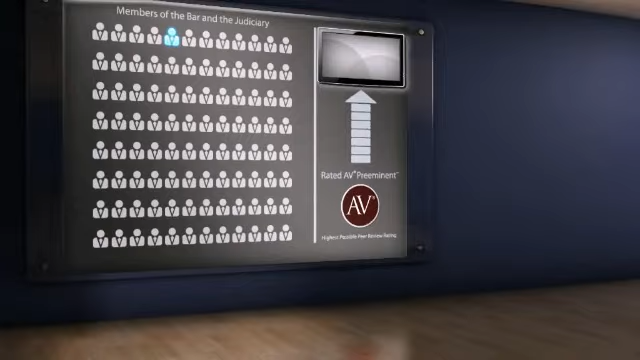 Members of the Bar and the Judiciary
Rated AV® Preeminent™
AV®
Highest Possible Peer Review Rating